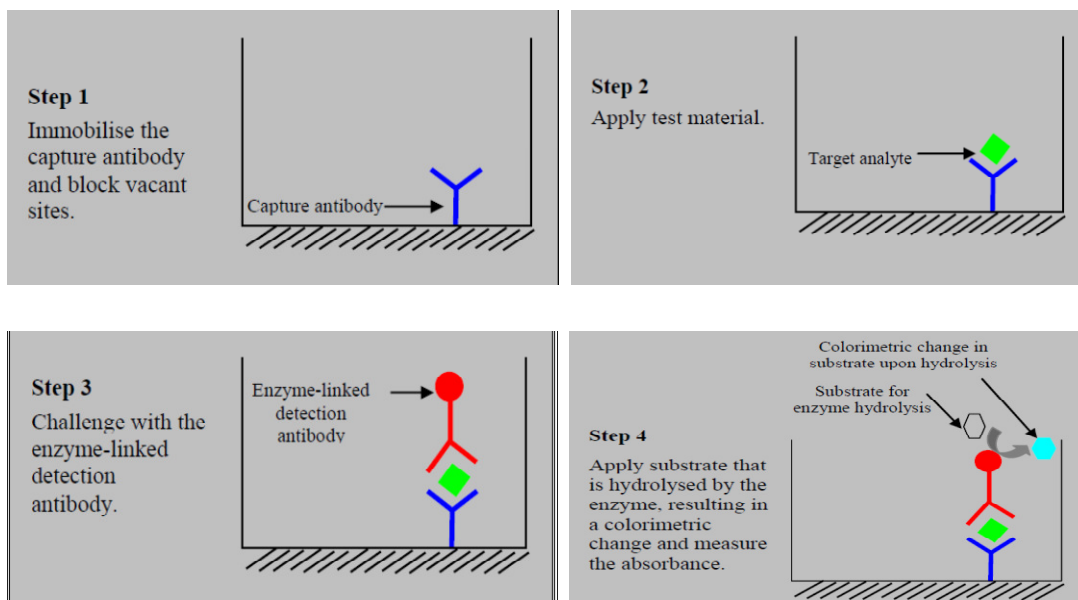 Step 1
Immobilise the
capture antibody
and block vacant
sites.
Capture antibody
Step 2
Apply test material.
Target analyte
Step 3
Challenge with the
enzyme-linked
detection
antibody.
Enzyme-linked
detection
antibody
Step 4
Apply substrate that
is hydrolysed by the
enzyme, resulting in
a colorimetric
change and measure
the absorbance.
Colorimetric change in
substrate upon hydrolysis
Substrate for
enzyme hydrolysis